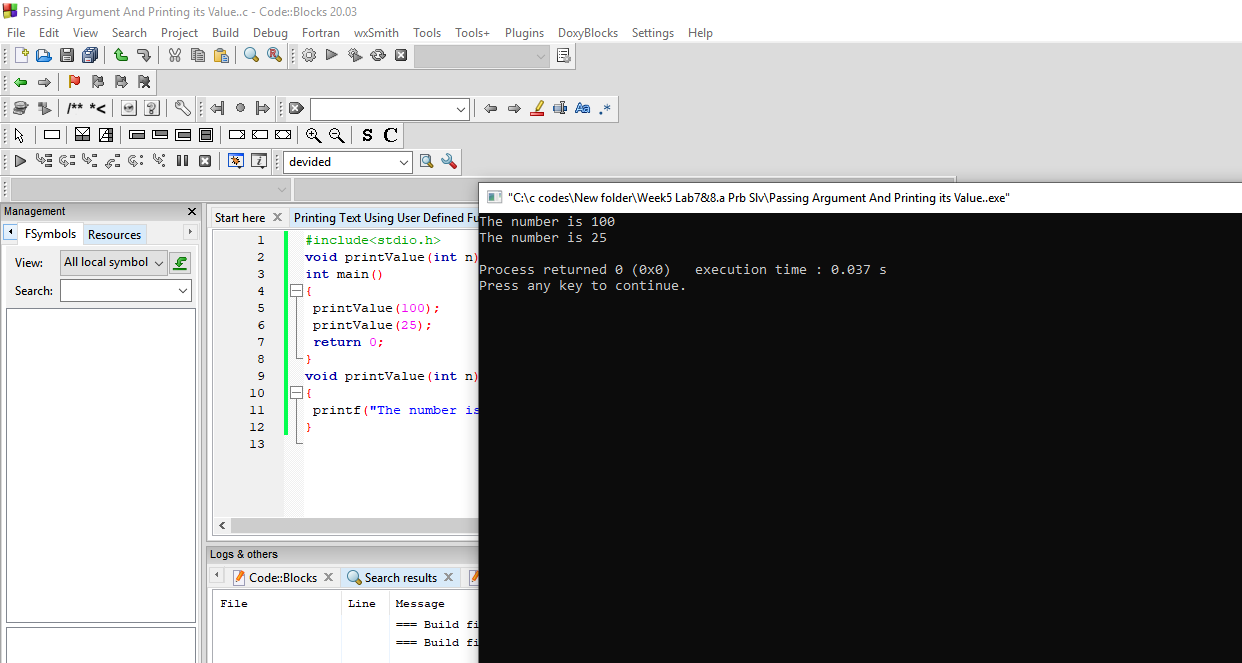 Passing Argument And Printing its Value..c - Code::Blocks 20.03
File Edit View Search Project Build Debug Fortran wxSmith Tools Tools+ Plugins DoxyBlocks Settings Help
/** *<
Aa .*
S C
devided
"C:\c codes\New folder\Week5 Lab7&8.a Prb Slv\Passing Argument And Printing its Value..exe"
The number is 100
The number is 25
Process returned 0 (0x0)   execution time : 0.037 s
Press any key to continue.
Management
FSymbols Resources
View: All local symbol
Search:
Start here Printing Text Using User Defined Fu
1 #include<stdio.h>
2 void printValue(int n)
3 int main()
4 {
5 printValue(100);
6 printValue(25);
7 return 0;
8 }
9 void printValue(int n)
10 {
11 printf("The number is
12 }
13
Logs & others
Code::Blocks Search results
File Line Message
=== Build fi
=== Build fi